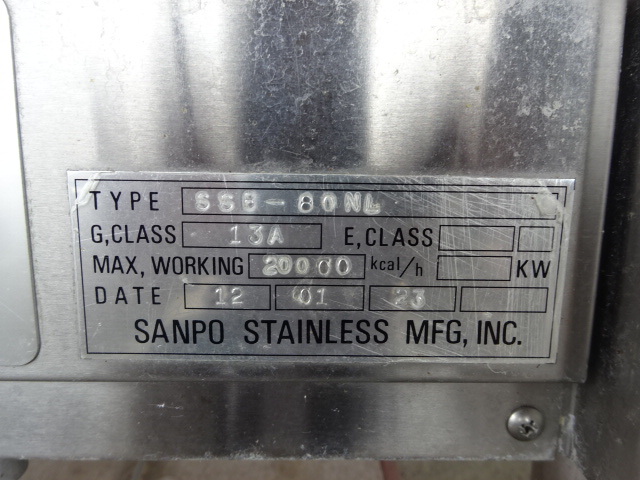 TYPE SSB-80NL
G,CLASS 13A E,CLASS
MAX, WORKING 20000 kcal/h KW
DATE 12 01 23
SANPO STAINLESS MFG, INC.